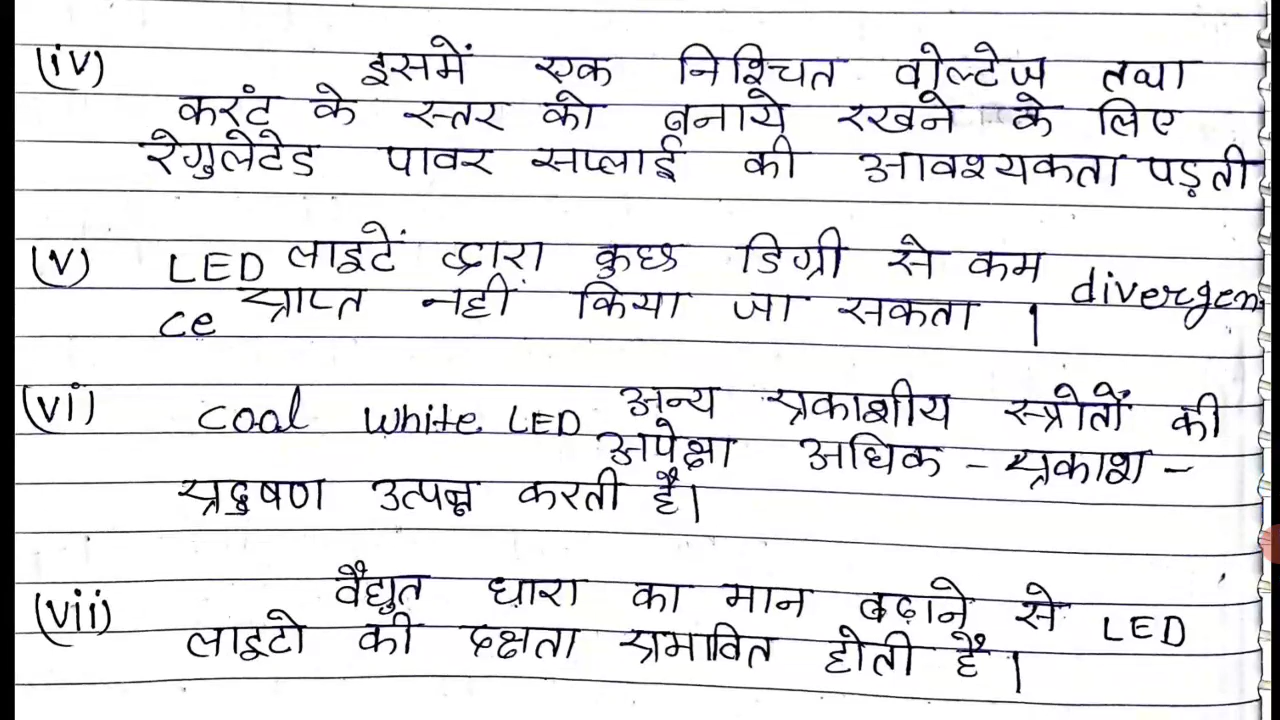 (iv) इसमें एक निश्चित वोल्टेज तथा
करंट के स्तर को बनाये रखने के लिए
रेगुलेटेड पावर सप्लाई की आवश्यकता पड़ती
(v) LED लाइटें द्वारा कुछ डिग्री से कम divergen
ce प्राप्त नहीं किया जा सकता ।
(vi) coal white LED अन्य प्रकाशीय स्त्रोतों की
अपेक्षा अधिक - प्रकाश -
प्रदुषण उत्पन्न करती है।
(vii) वैद्युत धारा का मान बढ़ाने से LED
लाइटो की दक्षता प्रभावित होती है।